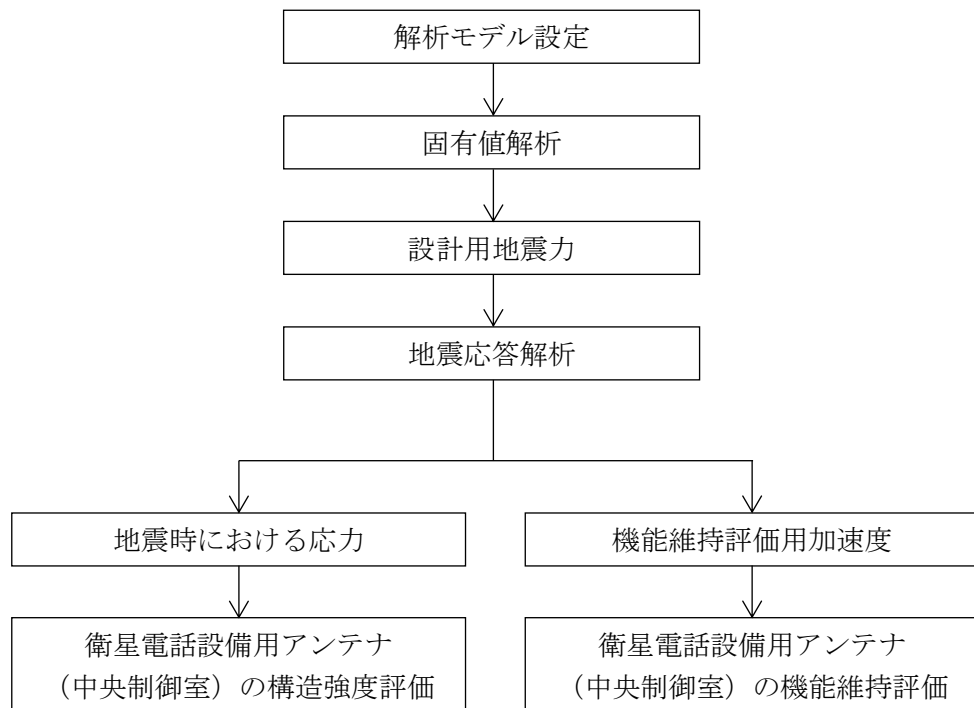 解析モデル設定
固有値解析
設計用地震力
地震応答解析
地震時における応力
機能維持評価用加速度
衛星電話設備用アンテナ
（中央制御室）の構造強度評価
衛星電話設備用アンテナ
（中央制御室）の機能維持評価